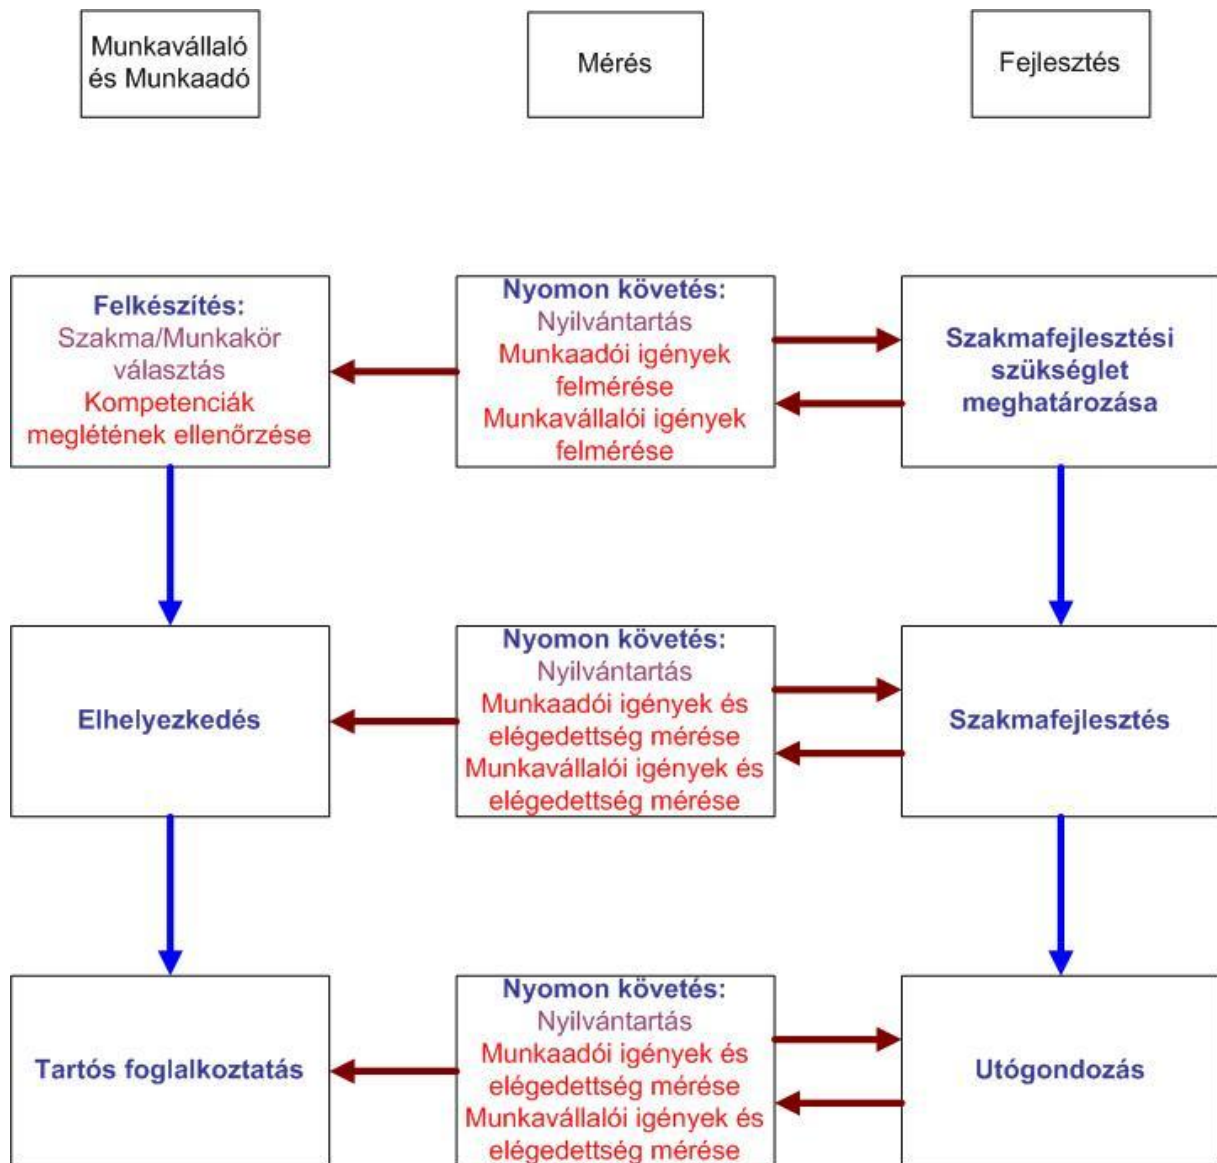 Munkavállaló
és Munkaadó
Mérés
Fejlesztés
Felkészítés:
Szakma/Munkakör
választás
Kompetenciák
meglétének ellenőrzése
Nyomon követés:
Nyilvántartás
Munkaadói igények
felmérése
Munkavállalói igények
felmérése
Szakmafejlesztési
szükséglet
meghatározása
Elhelyezkedés
Nyomon követés:
Nyilvántartás
Munkaadói igények és
elégedettség mérése
Munkavállalói igények és
elégedettség mérése
Szakmafejlesztés
Tartós foglalkoztatás
Nyomon követés:
Nyilvántartás
Munkaadói igények és
elégedettség mérése
Munkavállalói igények és
elégedettség mérése
Utógondozás